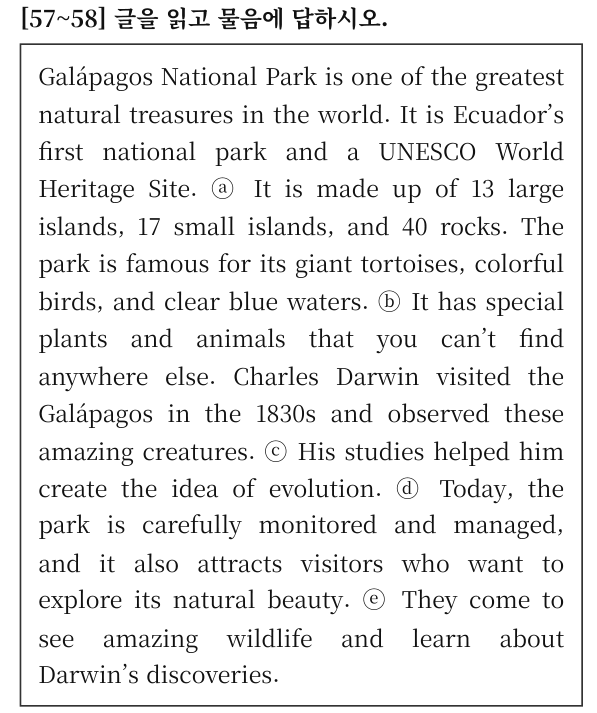 [57~58] 글을 읽고 물음에 답하시오.
Galápagos National Park is one of the greatest
natural treasures in the world. It is Ecuador’s
first national park and a UNESCO World
Heritage Site. ⓐ It is made up of 13 large
islands, 17 small islands, and 40 rocks. The
park is famous for its giant tortoises, colorful
birds, and clear blue waters. ⓑ It has special
plants and animals that you can’t find
anywhere else. Charles Darwin visited the
Galápagos in the 1830s and observed these
amazing creatures. ⓒ His studies helped him
create the idea of evolution. ⓓ Today, the
park is carefully monitored and managed,
and it also attracts visitors who want to
explore its natural beauty. ⓔ They come to
see amazing wildlife and learn about
Darwin’s discoveries.